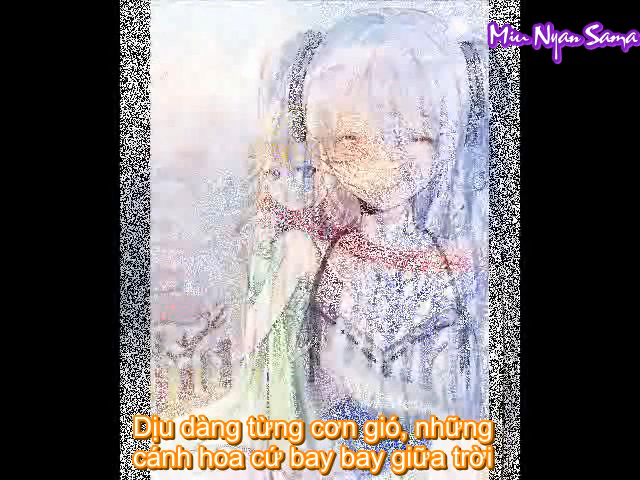 Miu Nyan Sama
Dịu dàng từng cơn gió, những
cánh hoa cứ bay bay giữa trời